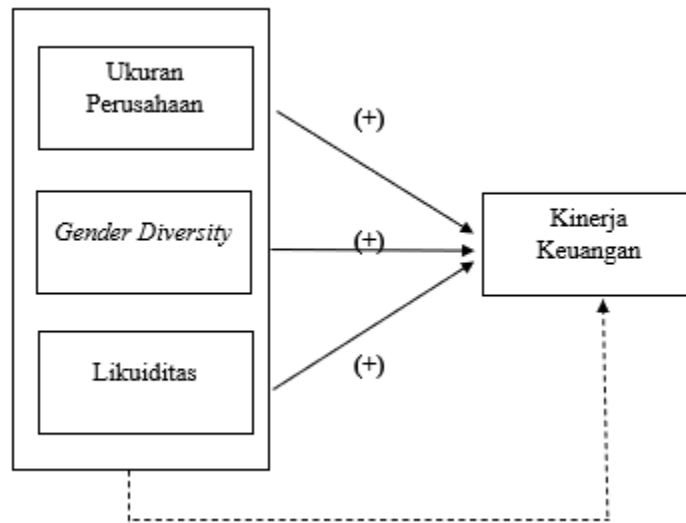 Ukuran
Perusahaan
(+)
Gender Diversity
(+)
Kinerja
Keuangan
Likuiditas
(+)